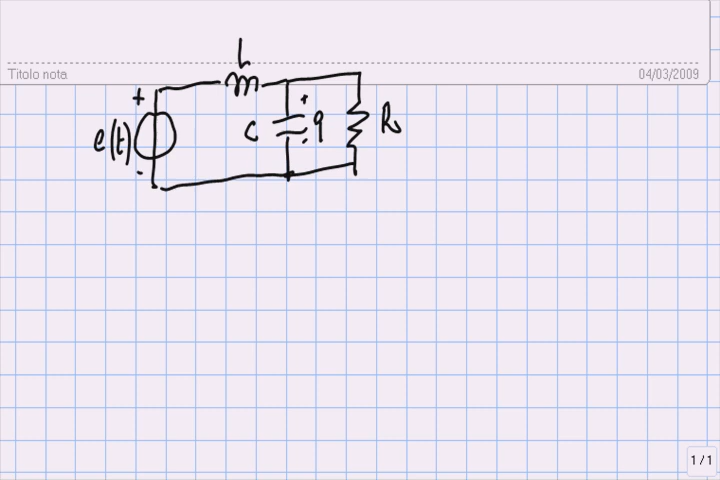 L
Titolo nota 04/03/2009
+
e(t) C + q R
-
-
1 / 1